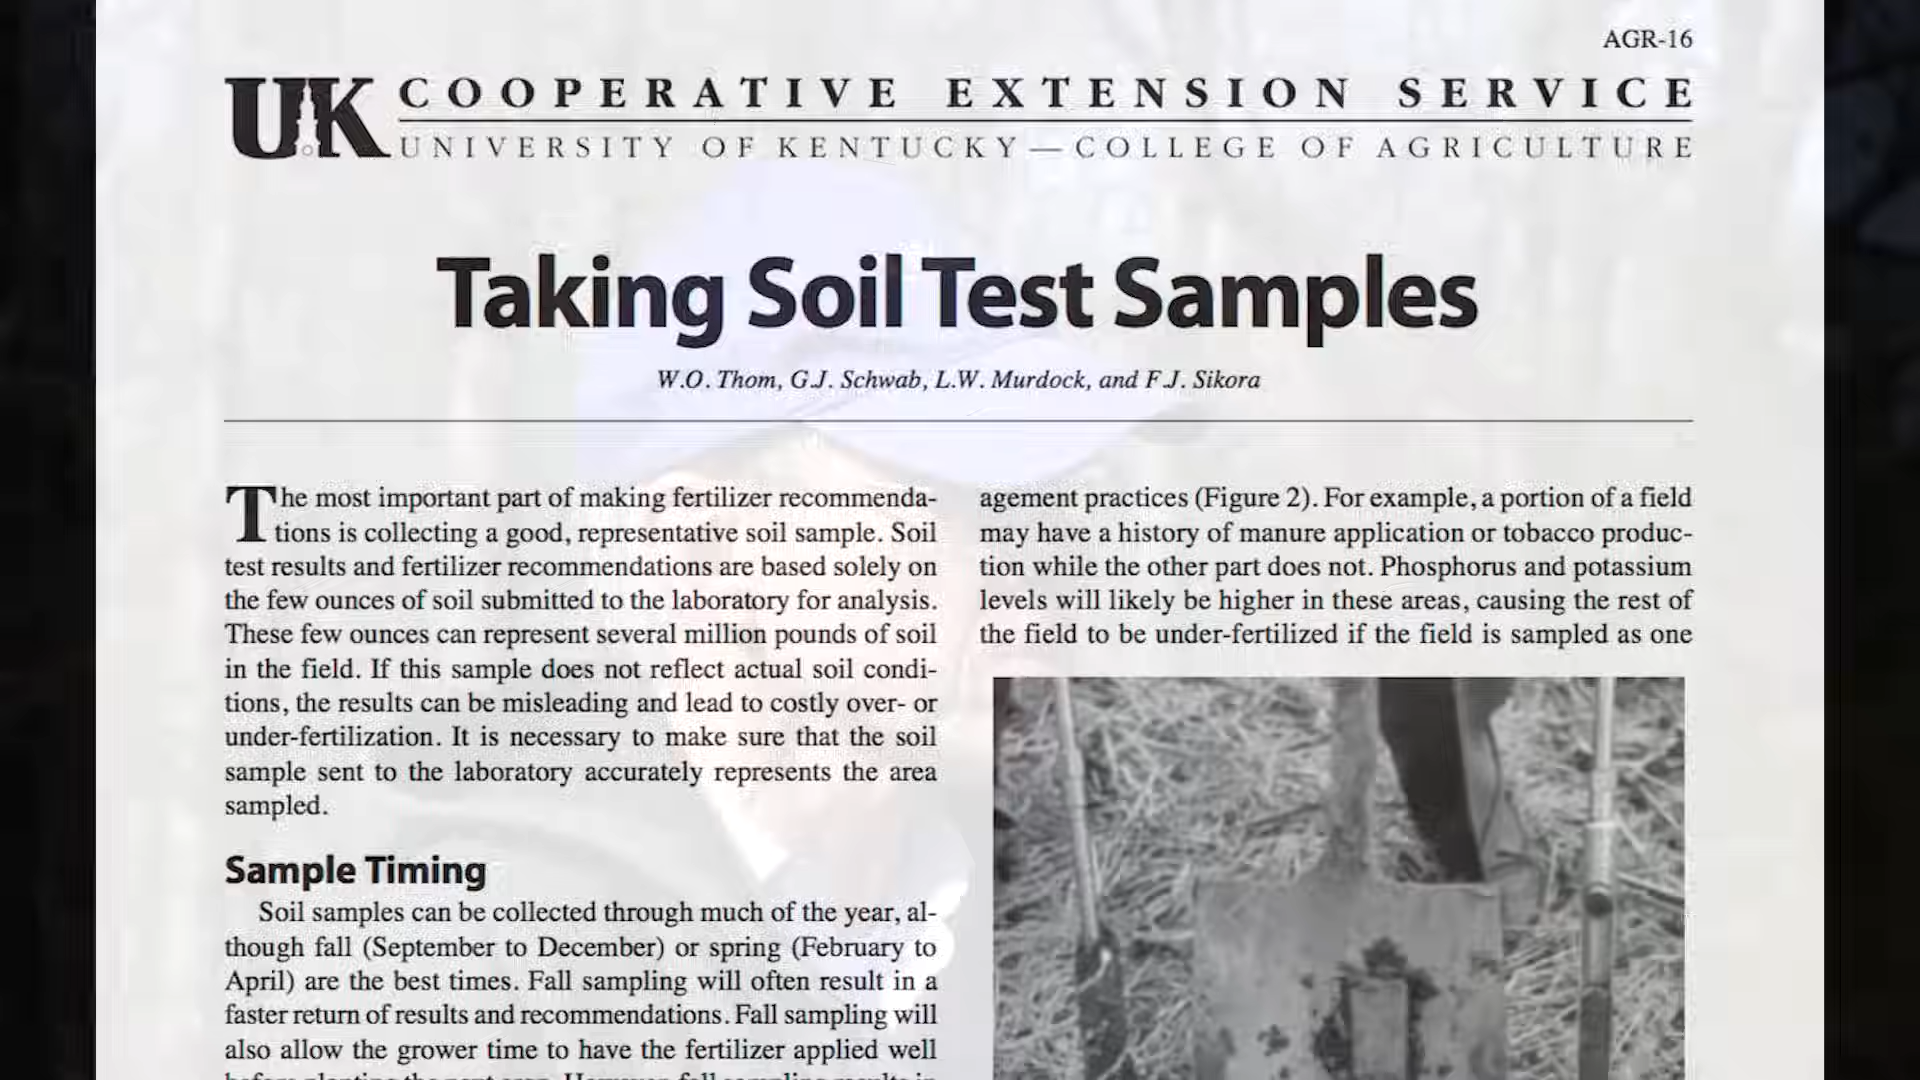 AGR-16
UK
COOPERATIVE EXTENSION SERVICE
UNIVERSITY OF KENTUCKY—COLLEGE OF AGRICULTURE
Taking Soil Test Samples
W.O. Thom, G.J. Schwab, L.W. Murdock, and F.J. Sikora
The most important part of making fertilizer recommenda-
tions is collecting a good, representative soil sample. Soil
test results and fertilizer recommendations are based solely on
the few ounces of soil submitted to the laboratory for analysis.
These few ounces can represent several million pounds of soil
in the field. If this sample does not reflect actual soil condi-
tions, the results can be misleading and lead to costly over- or
under-fertilization. It is necessary to make sure that the soil
sample sent to the laboratory accurately represents the area
sampled.
Sample Timing
Soil samples can be collected through much of the year, al-
though fall (September to December) or spring (February to
April) are the best times. Fall sampling will often result in a
faster return of results and recommendations. Fall sampling will
also allow the grower time to have the fertilizer applied well
agement practices (Figure 2). For example, a portion of a field
may have a history of manure application or tobacco produc-
tion while the other part does not. Phosphorus and potassium
levels will likely be higher in these areas, causing the rest of
the field to be under-fertilized if the field is sampled as one